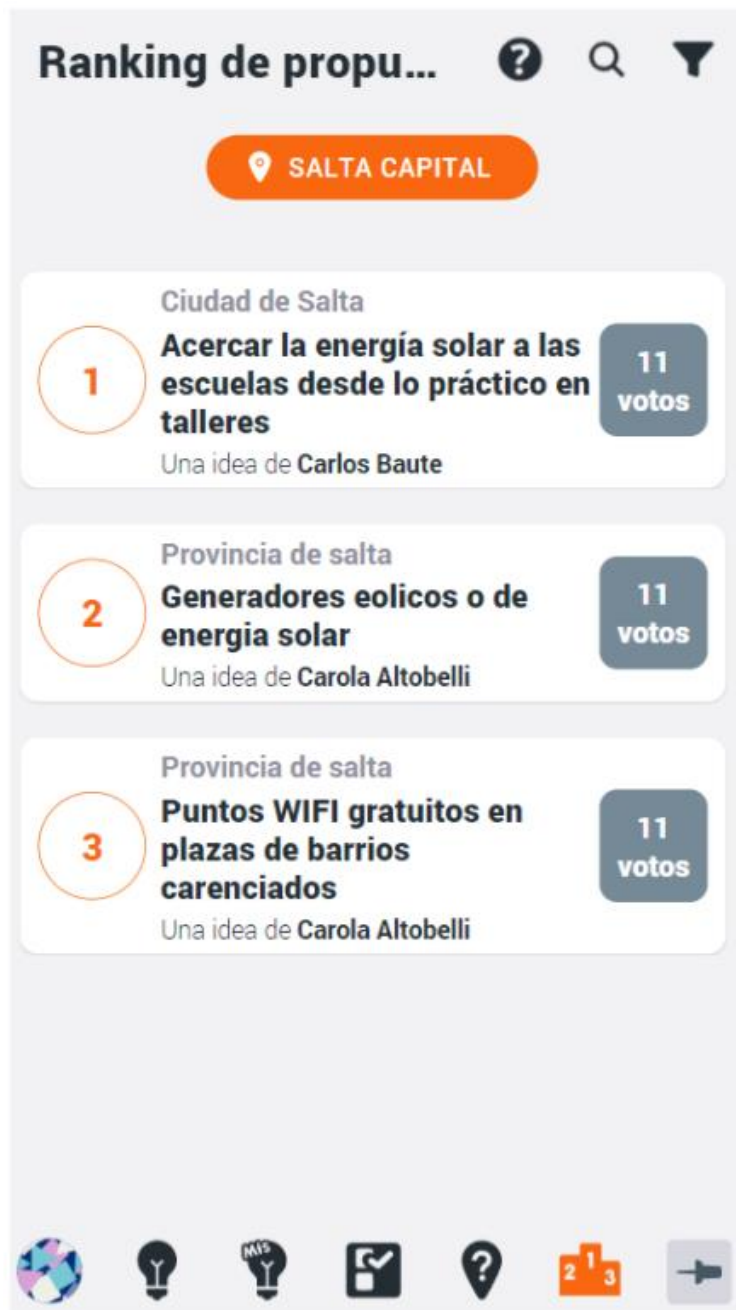 Ranking de propu...
SALTA CAPITAL
Ciudad de Salta
1
Acercar la energía solar a las
escuelas desde lo práctico en
talleres
Una idea de Carlos Baute
11
votos
Provincia de salta
2
Generadores eolicos o de
energia solar
Una idea de Carola Altobelli
11
votos
Provincia de salta
3
Puntos WIFI gratuitos en
plazas de barrios
carenciados
Una idea de Carola Altobelli
11
votos
MIS
2 1 3